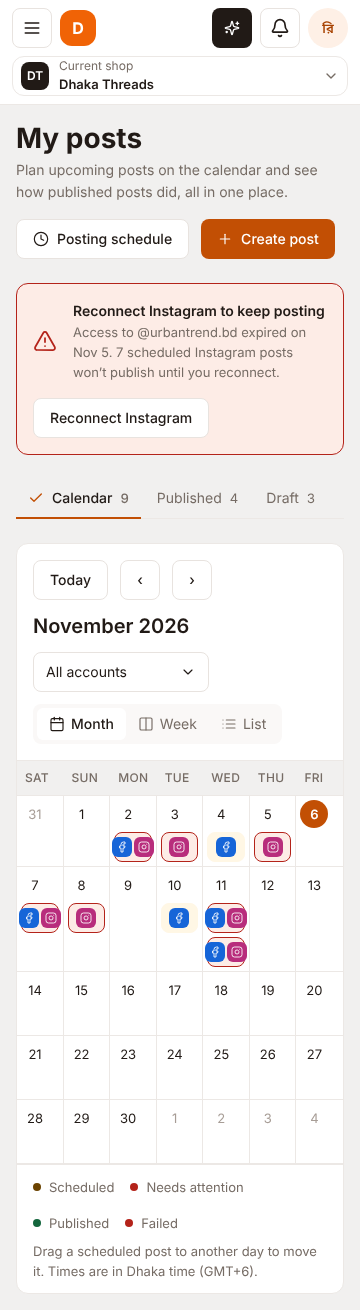 D
রি
DT
Current shop
Dhaka Threads
My posts
Plan upcoming posts on the calendar and see
how published posts did, all in one place.
Posting schedule
Create post
Reconnect Instagram to keep posting
Access to @urbantrend.bd expired on
Nov 5. 7 scheduled Instagram posts
won't publish until you reconnect.
Reconnect Instagram
Calendar 9 Published 4 Draft 3
Today ‹ ›
November 2026
All accounts
Month Week List
SAT SUN MON TUE WED THU FRI
31 1 2 3 4 5 6
7 8 9 10 11 12 13
14 15 16 17 18 19 20
21 22 23 24 25 26 27
28 29 30 1 2 3 4
Scheduled Needs attention
Published Failed
Drag a scheduled post to another day to move
it. Times are in Dhaka time (GMT+6).